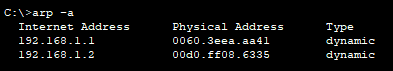 C:\>arp -a
Internet Address Physical Address Type
192.168.1.1 0060.3eea.aa41 dynamic
192.168.1.2 00d0.ff08.6335 dynamic